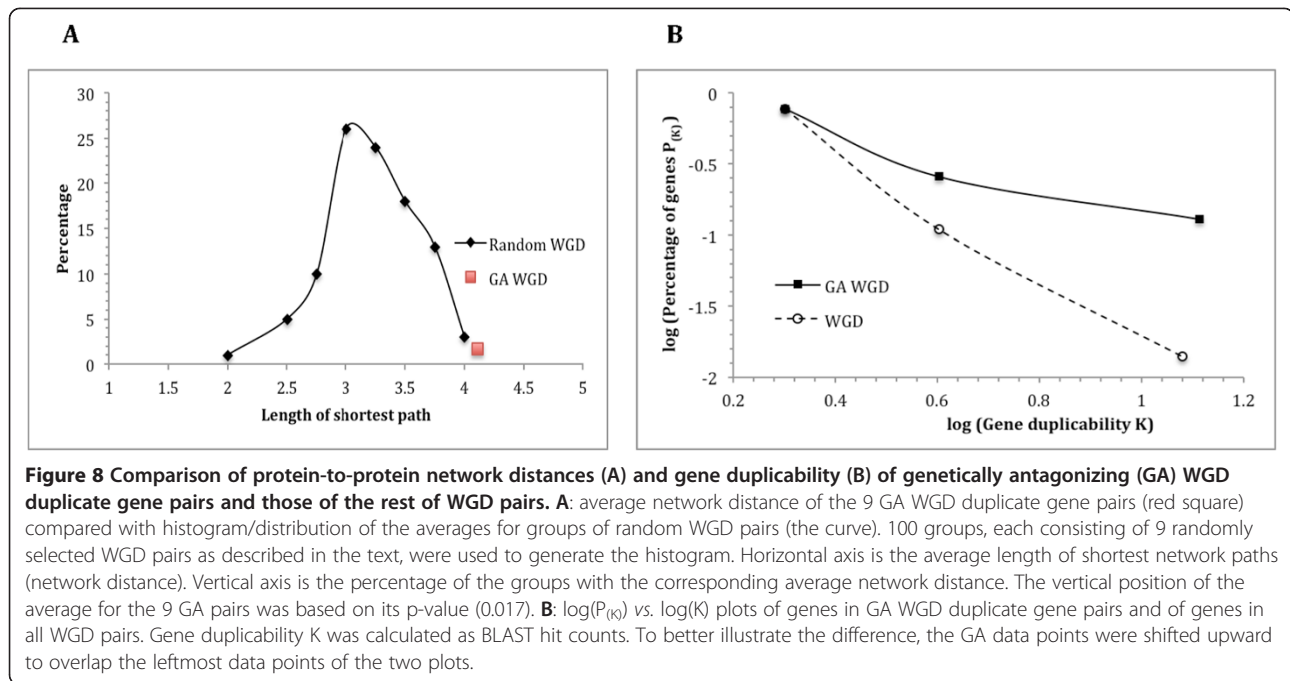 A
B
30
25
20
15
10
5
0
Percentage
1 1.5 2 2.5 3 3.5 4 4.5 5
Length of shortest path
Random WGD
GA WGD
0
-0.5
-1
-1.5
-2
log (Percentage of genes P(K))
0.2 0.4 0.6 0.8 1 1.2
log (Gene duplicability K)
GA WGD
WGD
Figure 8 Comparison of protein-to-protein network distances (A) and gene duplicability (B) of genetically antagonizing (GA) WGD
duplicate gene pairs and those of the rest of WGD pairs. A: average network distance of the 9 GA WGD duplicate gene pairs (red square)
compared with histogram/distribution of the averages for groups of random WGD pairs (the curve). 100 groups, each consisting of 9 randomly
selected WGD pairs as described in the text, were used to generate the histogram. Horizontal axis is the average length of shortest network paths
(network distance). Vertical axis is the percentage of the groups with the corresponding average network distance. The vertical position of the
average for the 9 GA pairs was based on its p-value (0.017). B: log(P(K)) vs. log(K) plots of genes in GA WGD duplicate gene pairs and of genes in
all WGD pairs. Gene duplicability K was calculated as BLAST hit counts. To better illustrate the difference, the GA data points were shifted upward
to overlap the leftmost data points of the two plots.